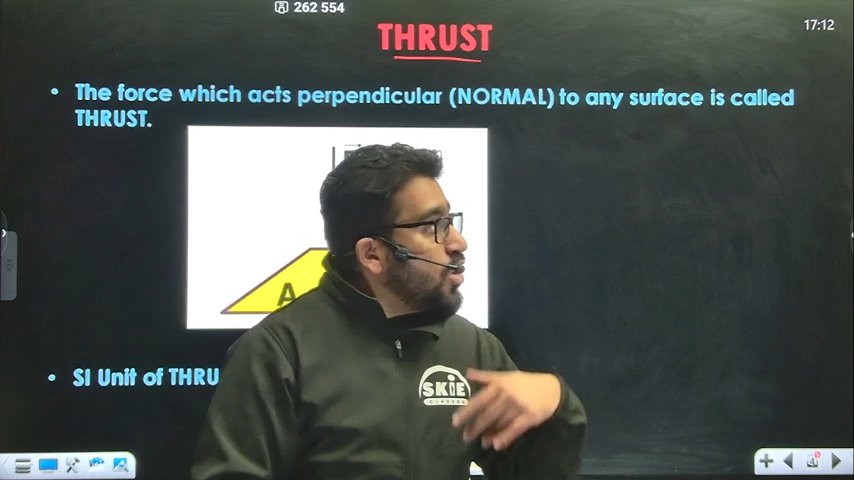 262 554
17:12
THRUST
• The force which acts perpendicular (NORMAL) to any surface is called
THRUST.
A
• SI Unit of THRU
SKIE
CLASSES